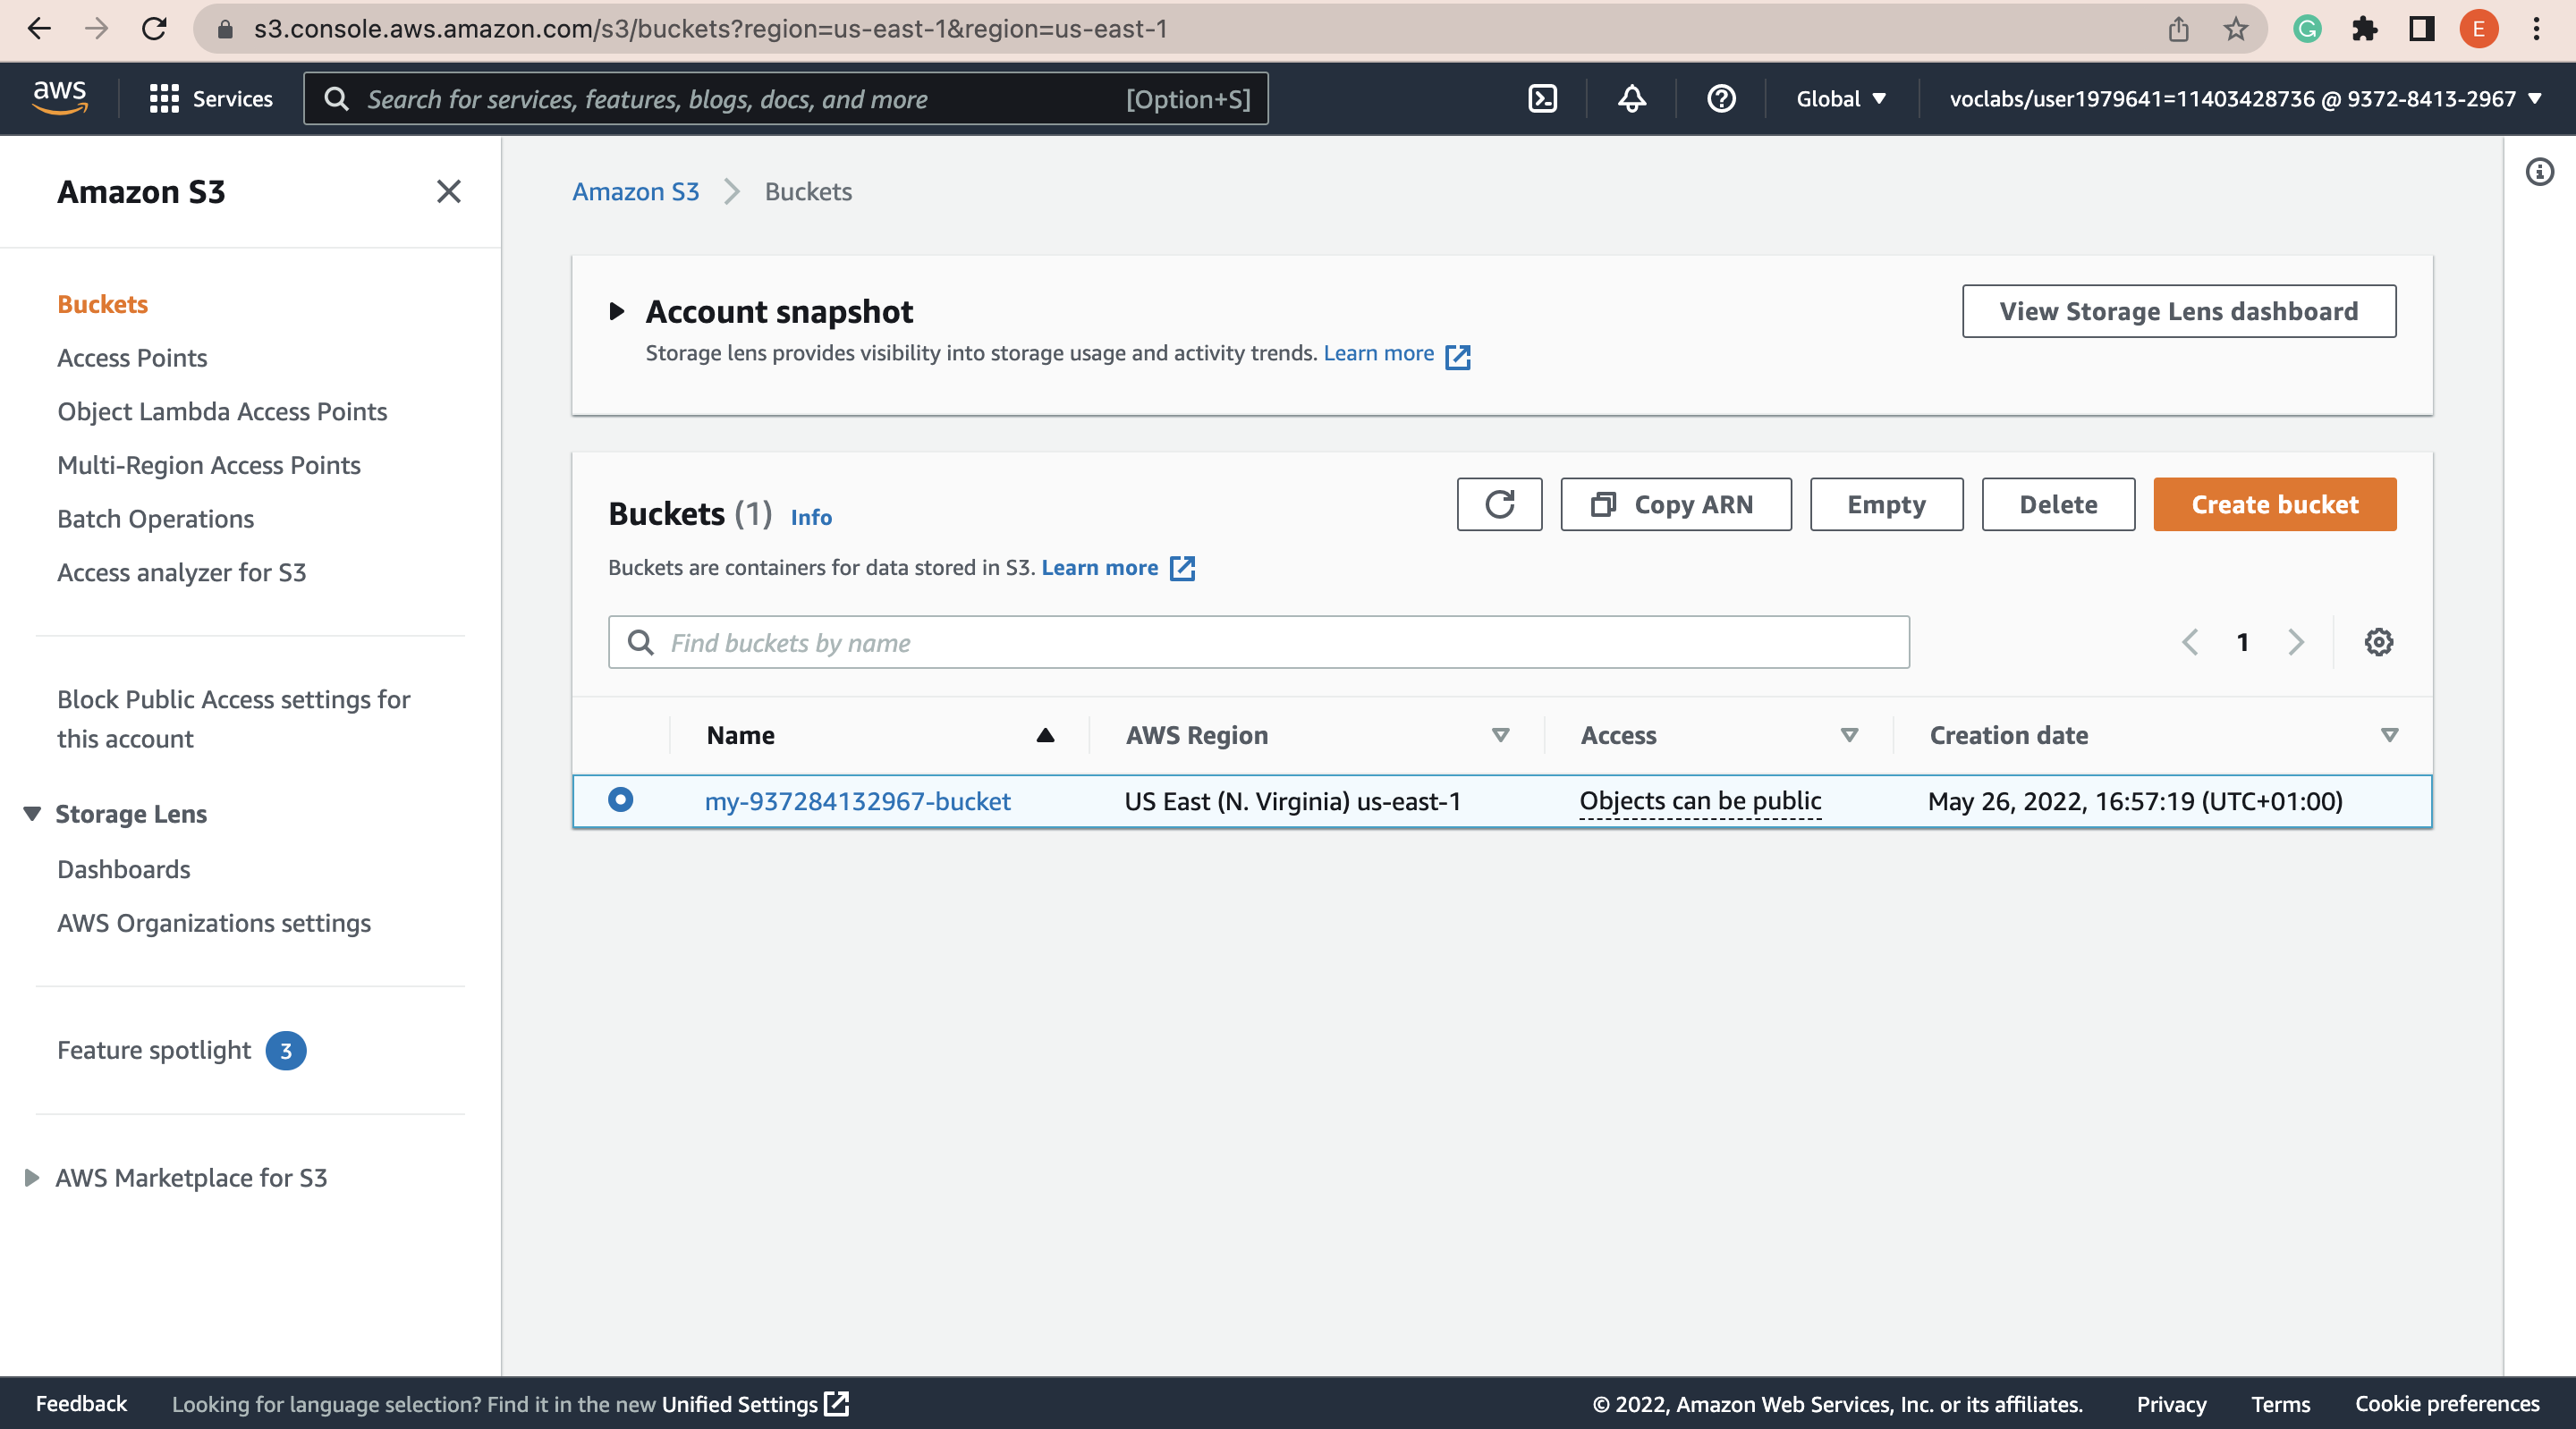 s3.console.aws.amazon.com/s3/buckets?region=us-east-1&region=us-east-1
E
aws
Services
Search for services, features, blogs, docs, and more
[Option+S]
Global
voclabs/user1979641=11403428736 @ 9372-8413-2967
Amazon S3
Buckets
Access Points
Object Lambda Access Points
Multi-Region Access Points
Batch Operations
Access analyzer for S3
Block Public Access settings for
this account
Storage Lens
Dashboards
AWS Organizations settings
Feature spotlight 3
AWS Marketplace for S3
Amazon S3 Buckets
Account snapshot
Storage lens provides visibility into storage usage and activity trends. Learn more
View Storage Lens dashboard
Buckets (1) Info
Copy ARN
Empty
Delete
Create bucket
Buckets are containers for data stored in S3. Learn more
Find buckets by name
1
Name AWS Region Access Creation date
my-937284132967-bucket US East (N. Virginia) us-east-1 Objects can be public May 26, 2022, 16:57:19 (UTC+01:00)
Feedback Looking for language selection? Find it in the new Unified Settings
© 2022, Amazon Web Services, Inc. or its affiliates. Privacy Terms Cookie preferences